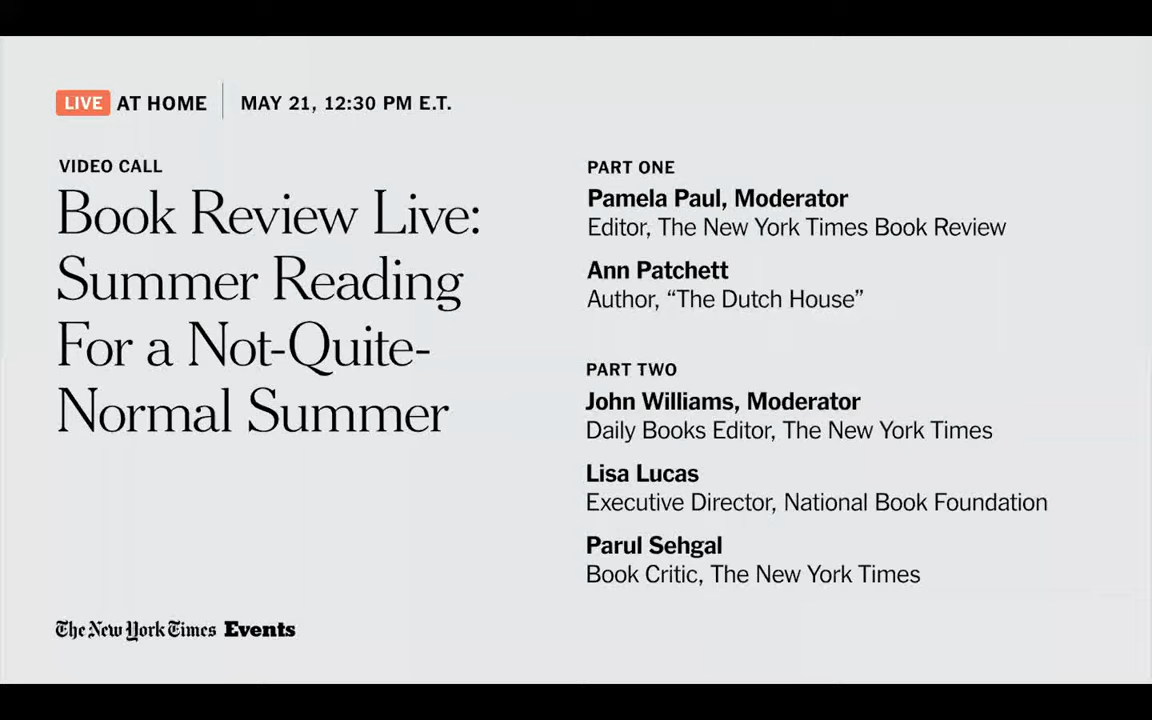 LIVE AT HOME
MAY 21, 12:30 PM E.T.
VIDEO CALL
Book Review Live:
Summer Reading
For a Not-Quite-
Normal Summer
PART ONE
Pamela Paul, Moderator
Editor, The New York Times Book Review
Ann Patchett
Author, “The Dutch House”
PART TWO
John Williams, Moderator
Daily Books Editor, The New York Times
Lisa Lucas
Executive Director, National Book Foundation
Parul Sehgal
Book Critic, The New York Times
The New York Times Events